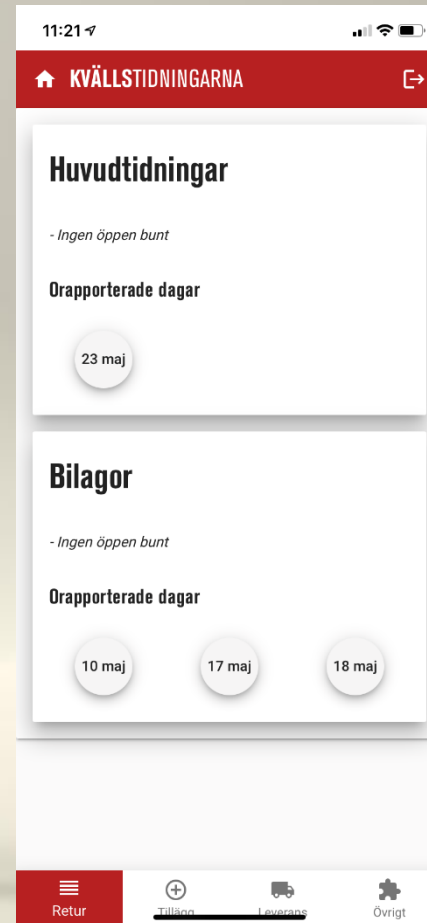 11:21
KVÄLLSTIDNINGARNA
Huvudtidningar
- Ingen öppen bunt
Orapporterade dagar
23 maj
Bilagor
- Ingen öppen bunt
Orapporterade dagar
10 maj 17 maj 18 maj
Retur Tillägg Leverans Övrigt